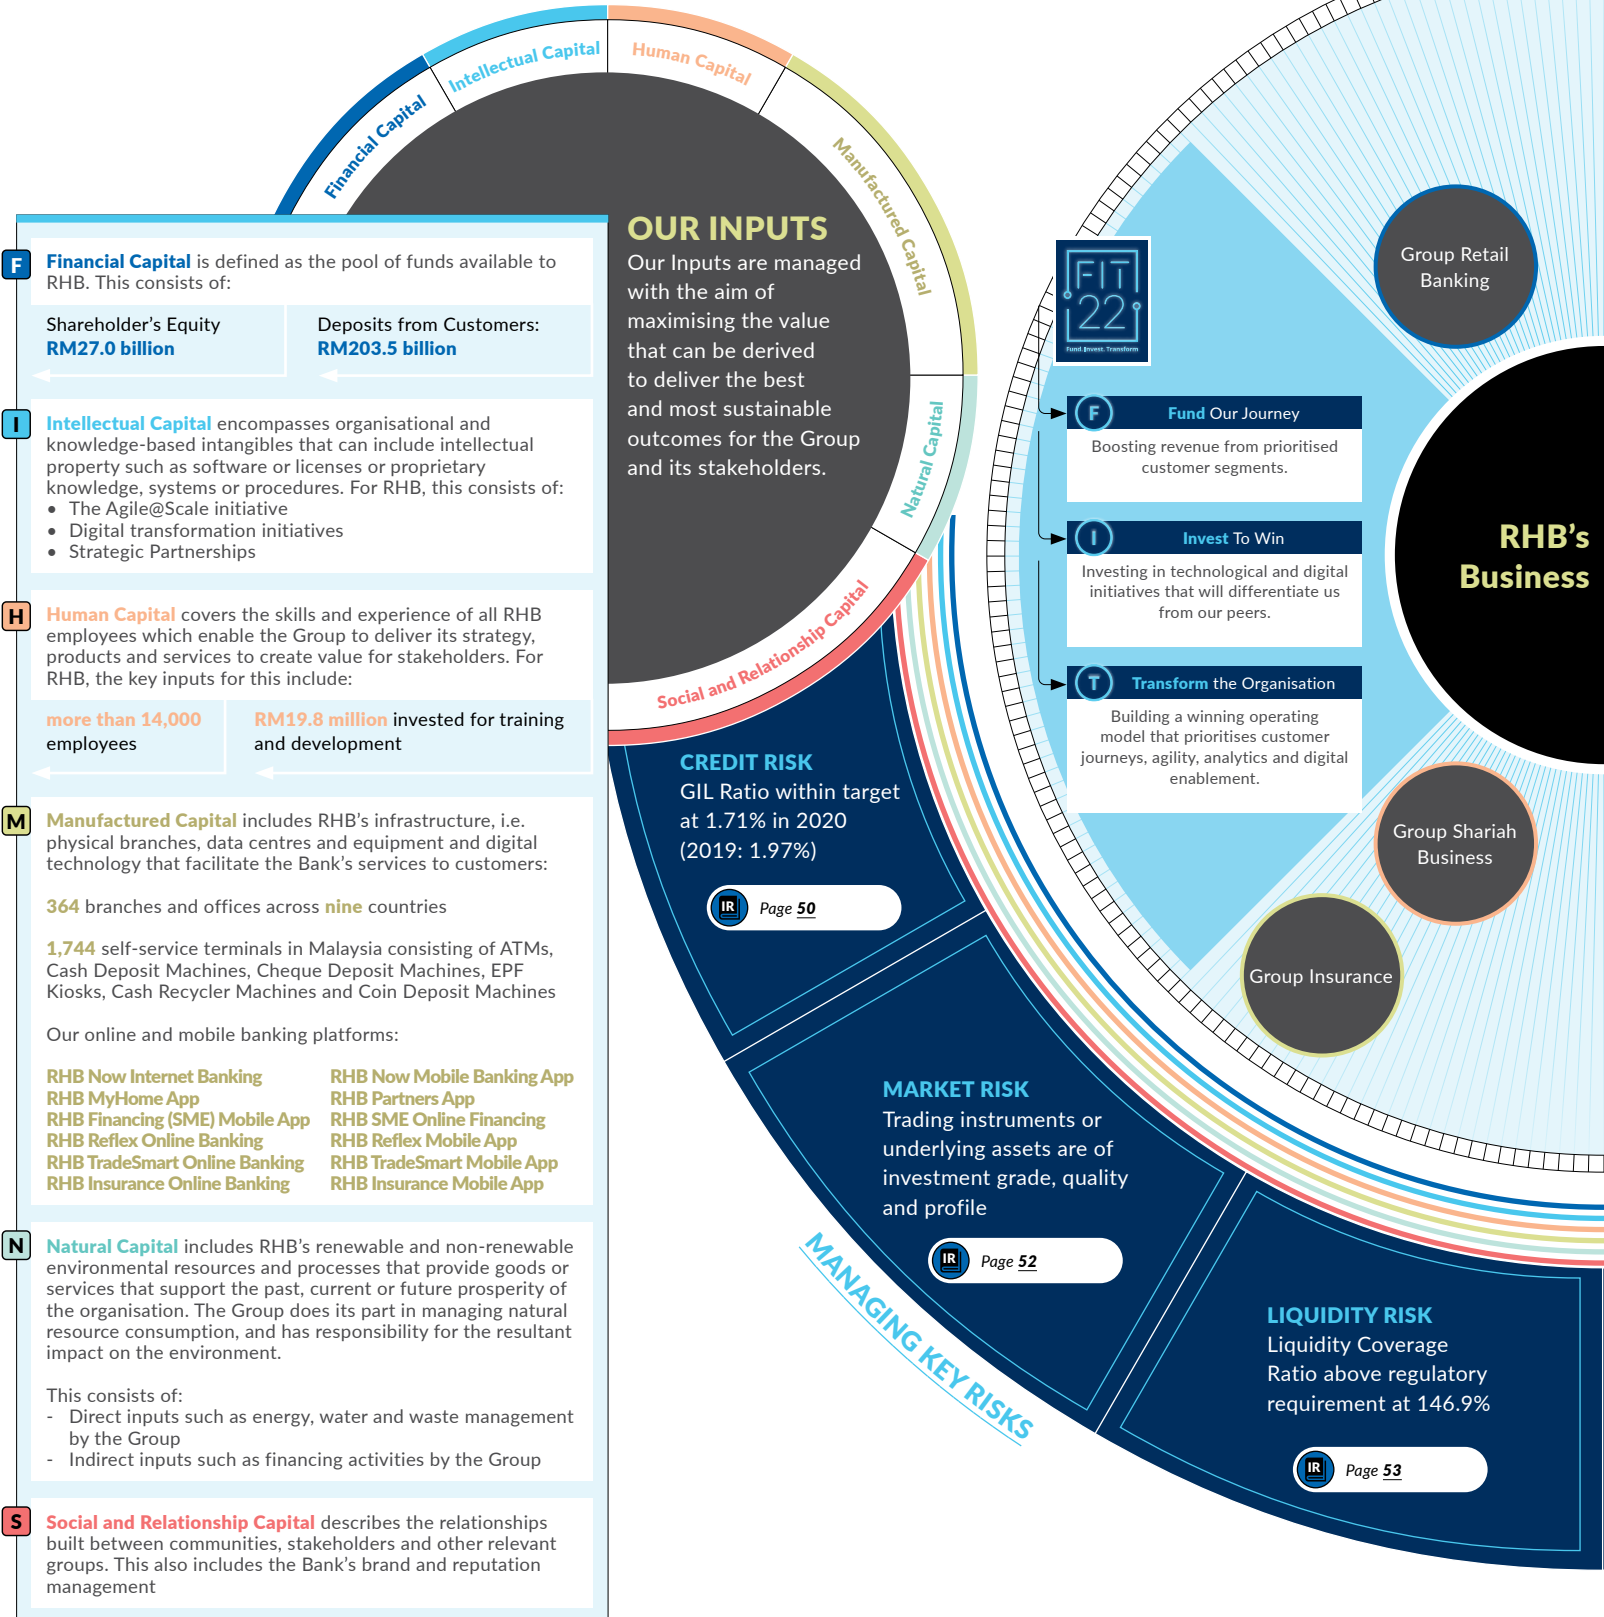 Financial Capital
Intellectual Capital
Human Capital
Manufactured Capital
Natural Capital
Social and Relationship Capital
OUR INPUTS
Our Inputs are managed
with the aim of
maximising the value
that can be derived
to deliver the best
and most sustainable
outcomes for the Group
and its stakeholders.
F
Financial Capital is defined as the pool of funds available to
RHB. This consists of:
Shareholder’s Equity
RM27.0 billion
Deposits from Customers:
RM203.5 billion
I
Intellectual Capital encompasses organisational and
knowledge-based intangibles that can include intellectual
property such as software or licenses or proprietary
knowledge, systems or procedures. For RHB, this consists of:
• The Agile@Scale initiative
• Digital transformation initiatives
• Strategic Partnerships
H
Human Capital covers the skills and experience of all RHB
employees which enable the Group to deliver its strategy,
products and services to create value for stakeholders. For
RHB, the key inputs for this include:
more than 14,000
employees
RM19.8 million invested for training
and development
M
Manufactured Capital includes RHB’s infrastructure, i.e.
physical branches, data centres and equipment and digital
technology that facilitate the Bank’s services to customers:
364 branches and offices across nine countries
1,744 self-service terminals in Malaysia consisting of ATMs,
Cash Deposit Machines, Cheque Deposit Machines, EPF
Kiosks, Cash Recycler Machines and Coin Deposit Machines
Our online and mobile banking platforms:
RHB Now Internet Banking
RHB MyHome App
RHB Financing (SME) Mobile App
RHB Reflex Online Banking
RHB TradeSmart Online Banking
RHB Insurance Online Banking
RHB Now Mobile Banking App
RHB Partners App
RHB SME Online Financing
RHB Reflex Mobile App
RHB TradeSmart Mobile App
RHB Insurance Mobile App
N
Natural Capital includes RHB’s renewable and non-renewable
environmental resources and processes that provide goods or
services that support the past, current or future prosperity of
the organisation. The Group does its part in managing natural
resource consumption, and has responsibility for the resultant
impact on the environment.
This consists of:
- Direct inputs such as energy, water and waste management
by the Group
- Indirect inputs such as financing activities by the Group
S
Social and Relationship Capital describes the relationships
built between communities, stakeholders and other relevant
groups. This also includes the Bank’s brand and reputation
management
CREDIT RISK
GIL Ratio within target
at 1.71% in 2020
(2019: 1.97%)
IR Page 50
MARKET RISK
Trading instruments or
underlying assets are of
investment grade, quality
and profile
IR Page 52
LIQUIDITY RISK
Liquidity Coverage
Ratio above regulatory
requirement at 146.9%
IR Page 53
MANAGING KEY RISKS
FIT
22
Fund. Invest. Transform
F Fund Our Journey
Boosting revenue from prioritised
customer segments.
I Invest To Win
Investing in technological and digital
initiatives that will differentiate us
from our peers.
T Transform the Organisation
Building a winning operating
model that prioritises customer
journeys, agility, analytics and digital
enablement.
Group Retail
Banking
RHB’s
Business
Group Shariah
Business
Group Insurance